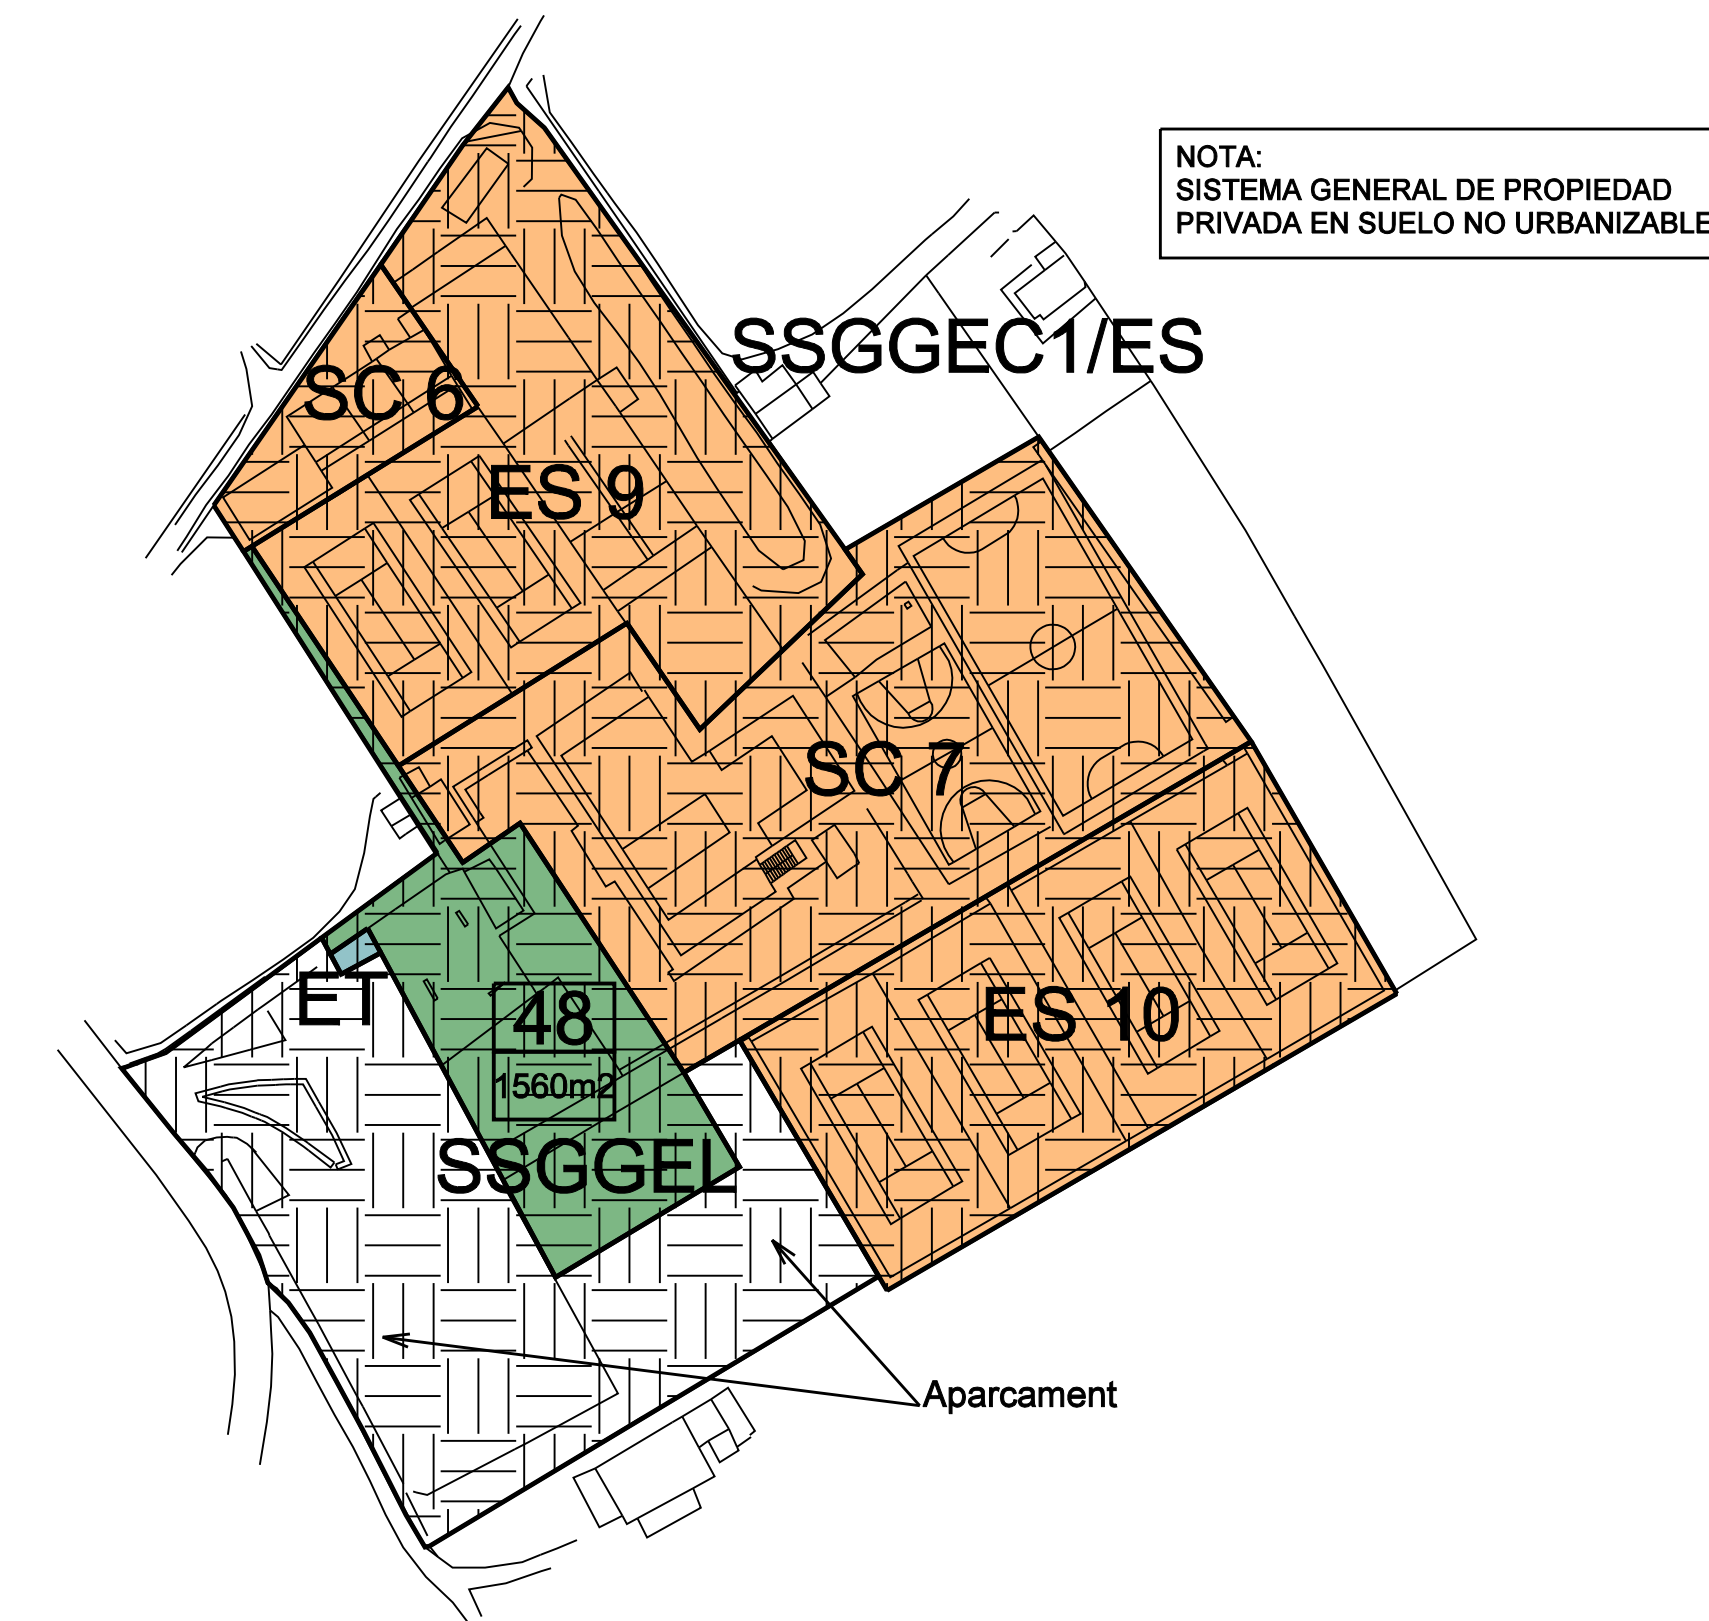 NOTA:
SISTEMA GENERAL DE PROPIEDAD
PRIVADA EN SUELO NO URBANIZABLE
SSGGEC1/ES
SC 6
ES 9
SC 7
ET
48
1560m2
ES 10
SSGGEL
Aparcament